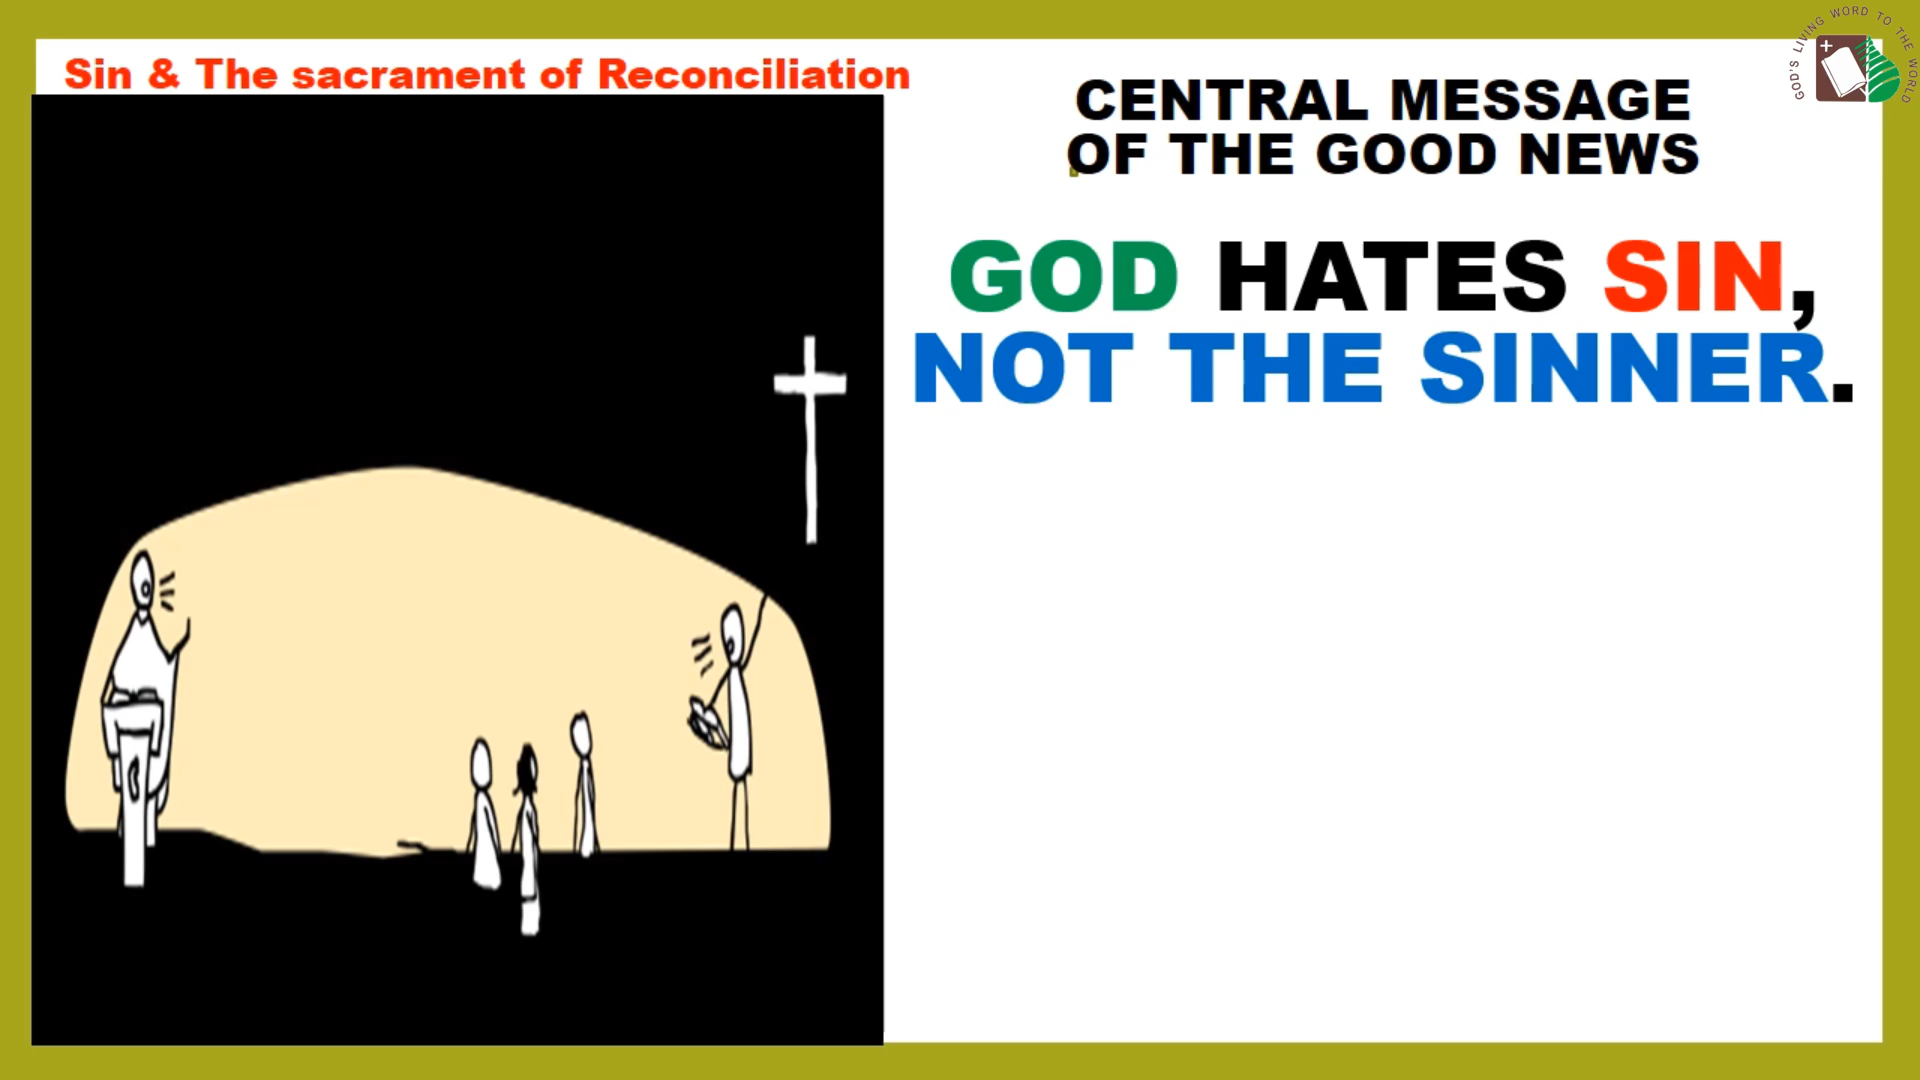 Sin & The sacrament of Reconciliation
CENTRAL MESSAGE
OF THE GOOD NEWS
GOD HATES SIN,
NOT THE SINNER.
GOD'S LIVING WORD TO THE WORLD